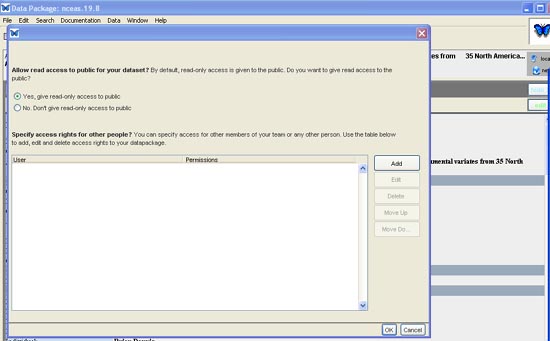 Data Package: nceas.19.8
File Edit Search Documentation Data Window Help
es from 35 North America...
loca
Allow read access to public for your dataset? By default, read-only access is given to the public. Do you want to give read access to the
public?
Yes, give read-only access to public
No. Don't give read-only access to public
edit
Specify access rights for other people? You can specify access for other members of your team or any other person. Use the table below
to add, edit and delete access rights to your datapackage.
umental variates from 35 North
User Permissions
Add
Edit
Delete
Move Up
Move Do...
OK Cancel